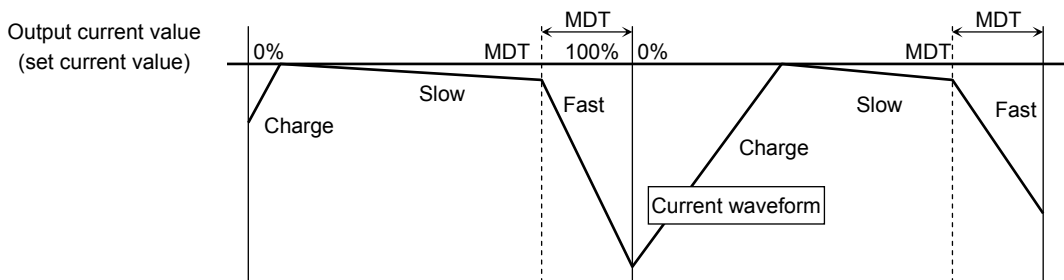 MDT
MDT
Output current value
(set current value)
0%
MDT
100%
0%
MDT
Slow
Fast
Slow
Fast
Charge
Charge
Current waveform